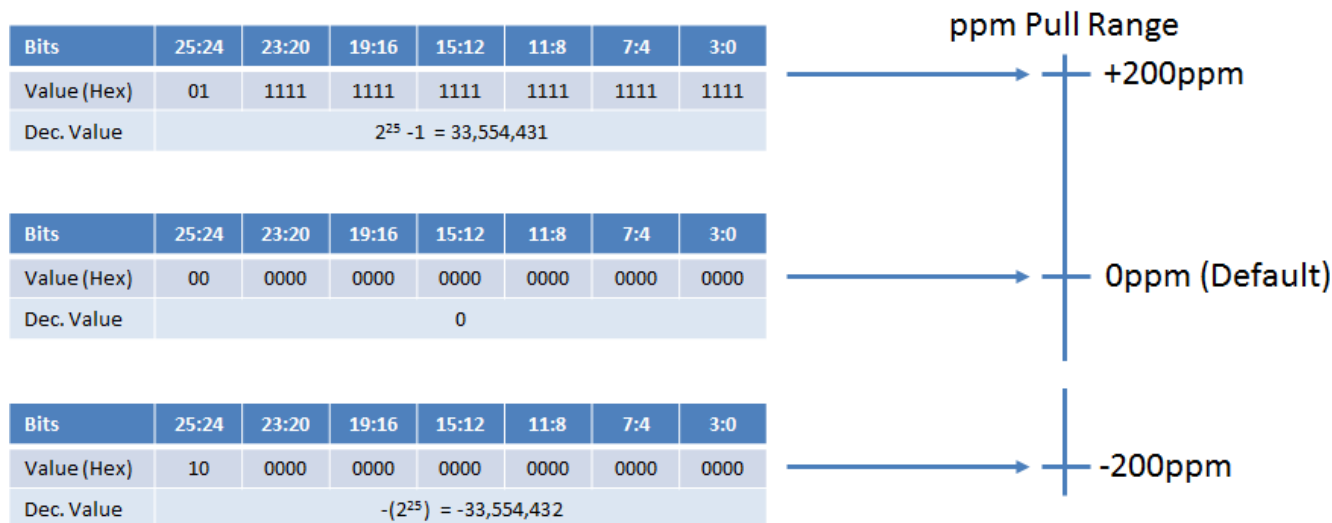 ppm Pull Range
Bits 25:24 23:20 19:16 15:12 11:8 7:4 3:0
Value (Hex) 01 1111 1111 1111 1111 1111 1111
Dec. Value 2²⁵ -1 = 33,554,431
+200ppm
Bits 25:24 23:20 19:16 15:12 11:8 7:4 3:0
Value (Hex) 00 0000 0000 0000 0000 0000 0000
Dec. Value 0
0ppm (Default)
Bits 25:24 23:20 19:16 15:12 11:8 7:4 3:0
Value (Hex) 10 0000 0000 0000 0000 0000 0000
Dec. Value -(2²⁵) = -33,554,432
-200ppm